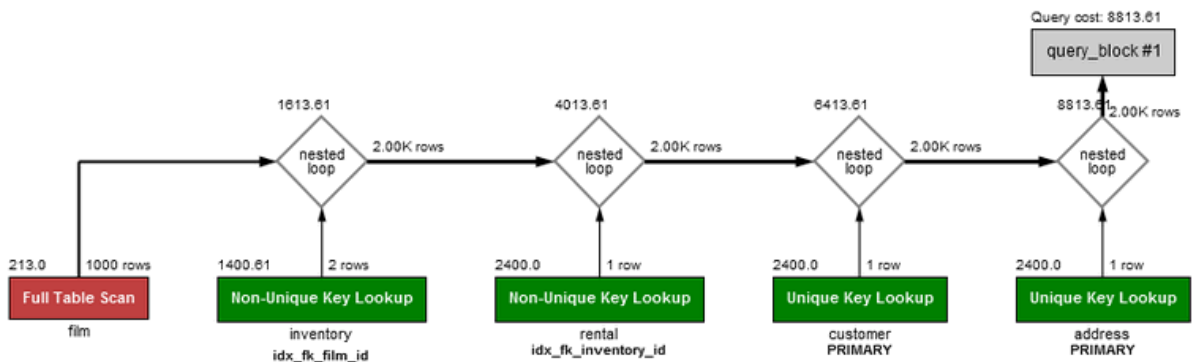 Query cost: 8813.61
query_block #1
1613.61
4013.61
6413.61
8813.61
2.00K rows
nested
loop
2.00K rows
nested
loop
2.00K rows
nested
loop
2.00K rows
nested
loop
213.0 1000 rows
1400.61 2 rows
2400.0 1 row
2400.0 1 row
2400.0 1 row
Full Table Scan
Non-Unique Key Lookup
Non-Unique Key Lookup
Unique Key Lookup
Unique Key Lookup
film
inventory
idx_fk_film_id
rental
idx_fk_inventory_id
customer
PRIMARY
address
PRIMARY